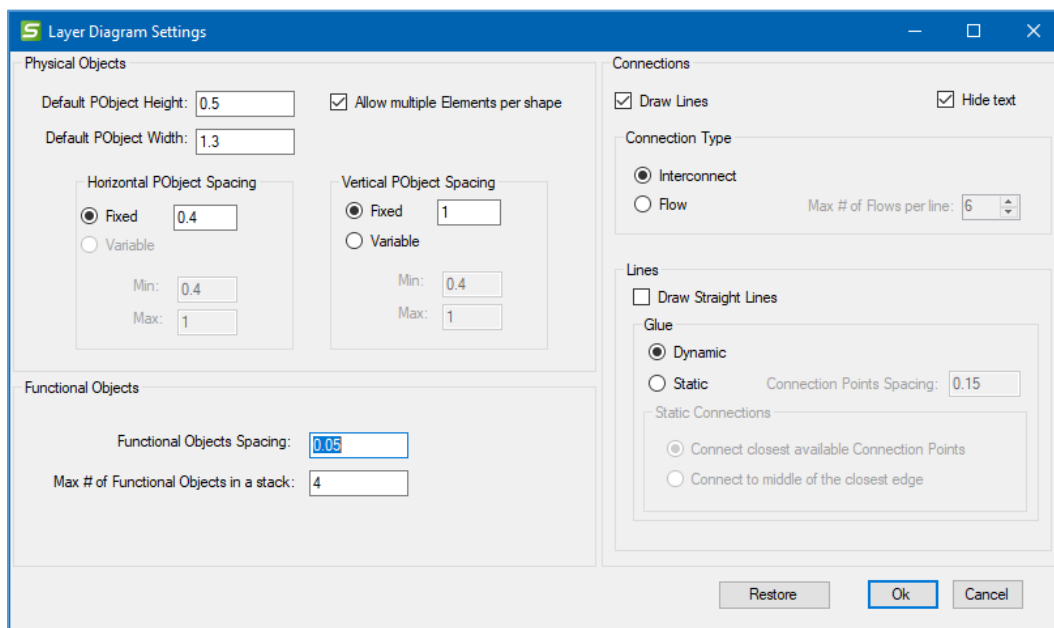 Layer Diagram Settings
Physical Objects
Default PObject Height: 0.5
Allow multiple Elements per shape
Default PObject Width: 1.3
Horizontal PObject Spacing
Fixed 0.4
Variable
Min: 0.4
Max: 1
Vertical PObject Spacing
Fixed 1
Variable
Min: 0.4
Max: 1
Functional Objects
Functional Objects Spacing: 0.05
Max # of Functional Objects in a stack: 4
Connections
Draw Lines
Hide text
Connection Type
Interconnect
Flow Max # of Flows per line: 6
Lines
Draw Straight Lines
Glue
Dynamic
Static Connection Points Spacing: 0.15
Static Connections
Connect closest available Connection Points
Connect to middle of the closest edge
Restore Ok Cancel